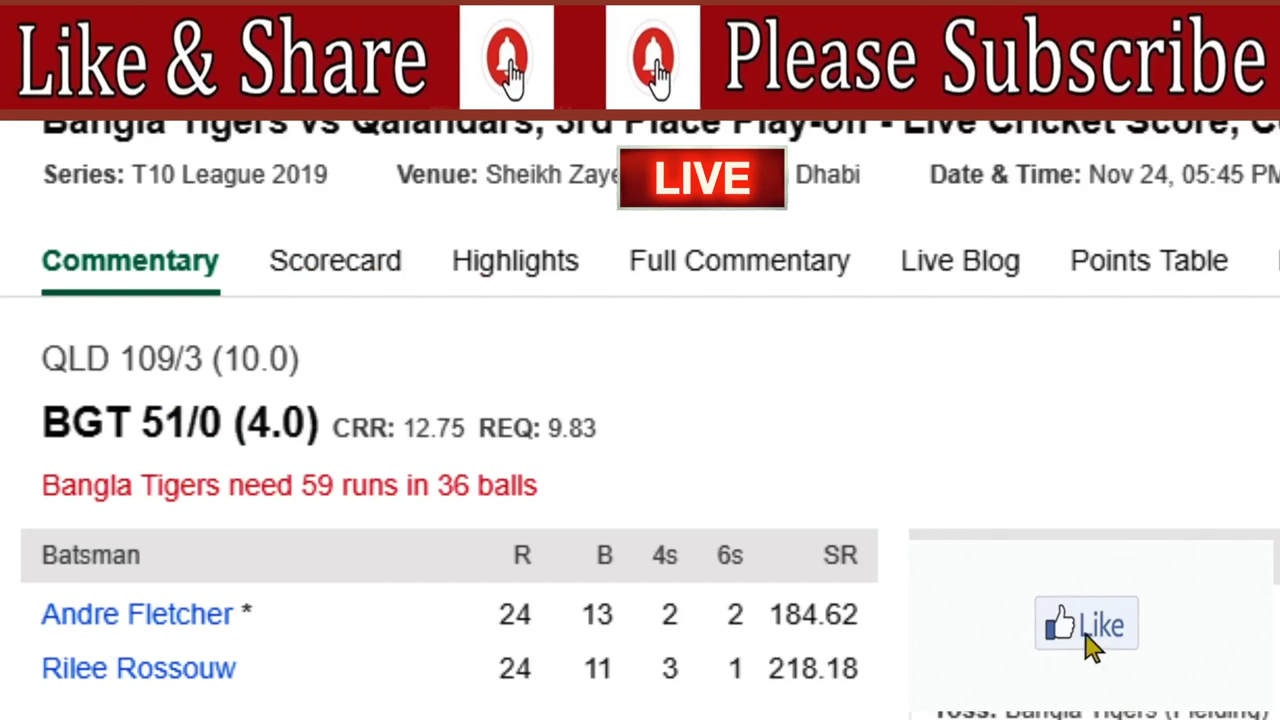 Like & Share Please Subscribe
Bangla Tigers vs Qalandars, 3rd Place Play-off - Live Cricket Score,
Series: T10 League 2019 Venue: Sheikh Zaye LIVE Dhabi Date & Time: Nov 24, 05:45 PM
Commentary Scorecard Highlights Full Commentary Live Blog Points Table
QLD 109/3 (10.0)
BGT 51/0 (4.0) CRR: 12.75 REQ: 9.83
Bangla Tigers need 59 runs in 36 balls
Batsman R B 4s 6s SR
Andre Fletcher * 24 13 2 2 184.62
Rilee Rossouw 24 11 3 1 218.18
Like
Toss: Bangla Tigers (Fielding)